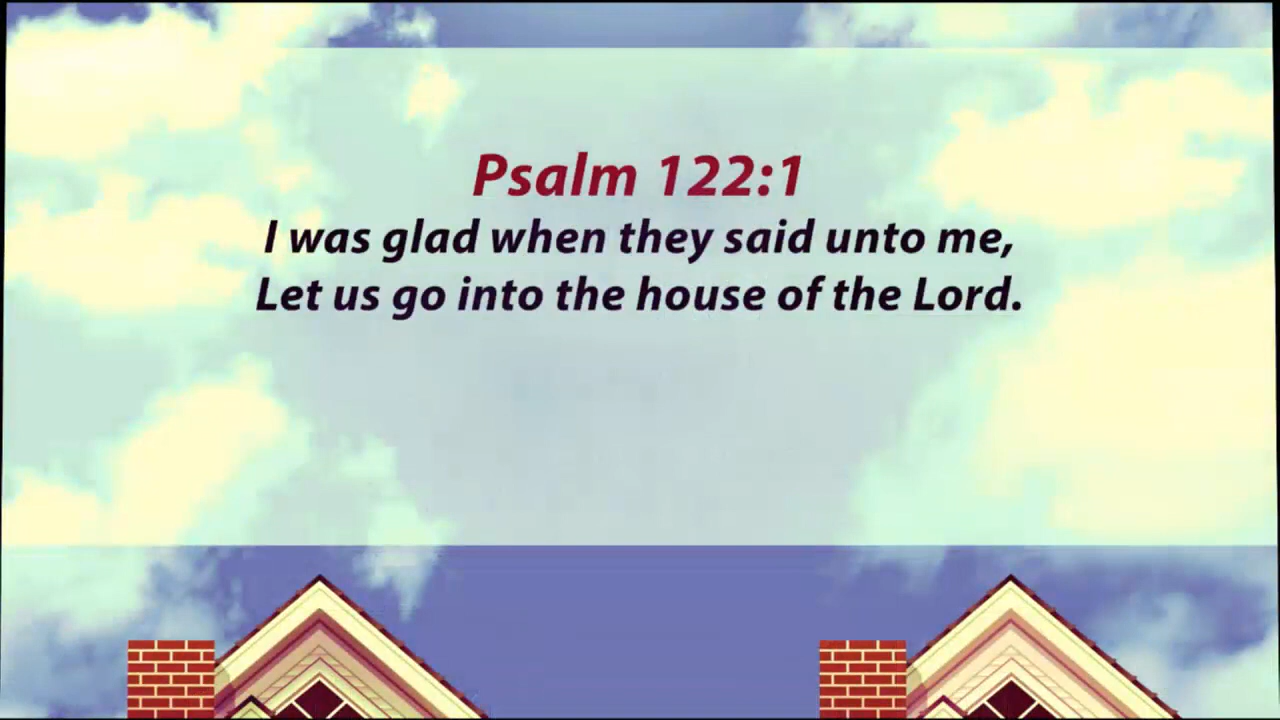 Psalm 122:1
I was glad when they said unto me,
Let us go into the house of the Lord.